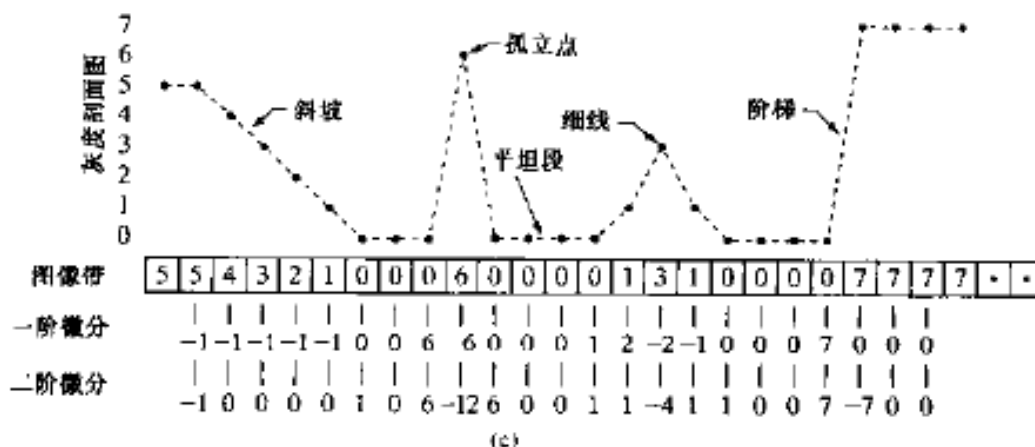 7
6
5
4
3
2
1
0
灰度剖面图
斜坡
孤立点
平坦段
细线
阶梯
图像带 5 5 4 3 2 1 0 0 0 6 0 0 0 0 1 3 1 0 0 0 0 7 7 7 7 • •
一阶微分 −1 −1 −1 −1 −1 0 0 6 −6 0 0 0 1 2 −2 −1 0 0 0 7 0 0 0
二阶微分 −1 0 0 0 0 1 0 6 −12 6 0 0 1 1 −4 1 1 0 0 7 −7 0 0
(c)